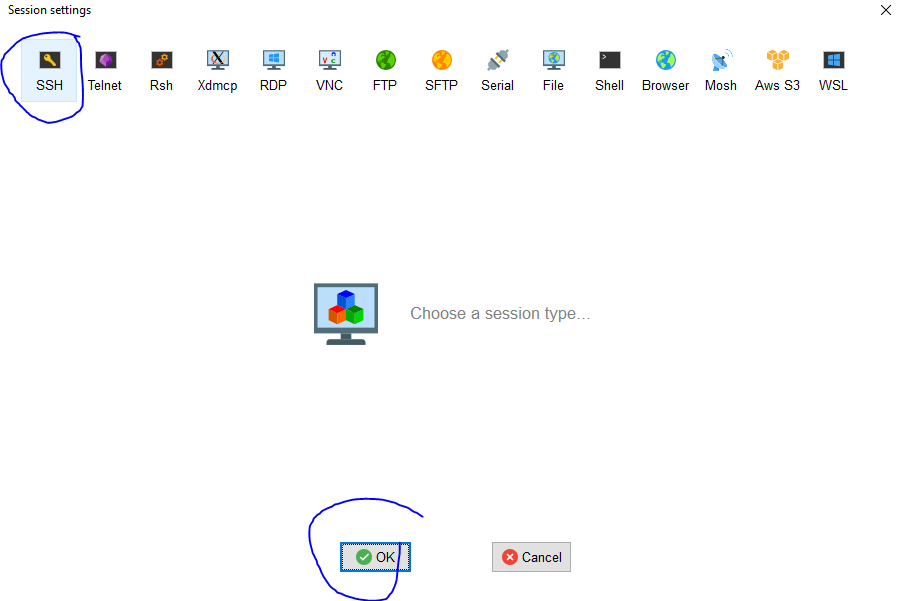 Session settings
SSH Telnet Rsh Xdmcp RDP VNC FTP SFTP Serial File Shell Browser Mosh Aws S3 WSL
Choose a session type...
OK Cancel